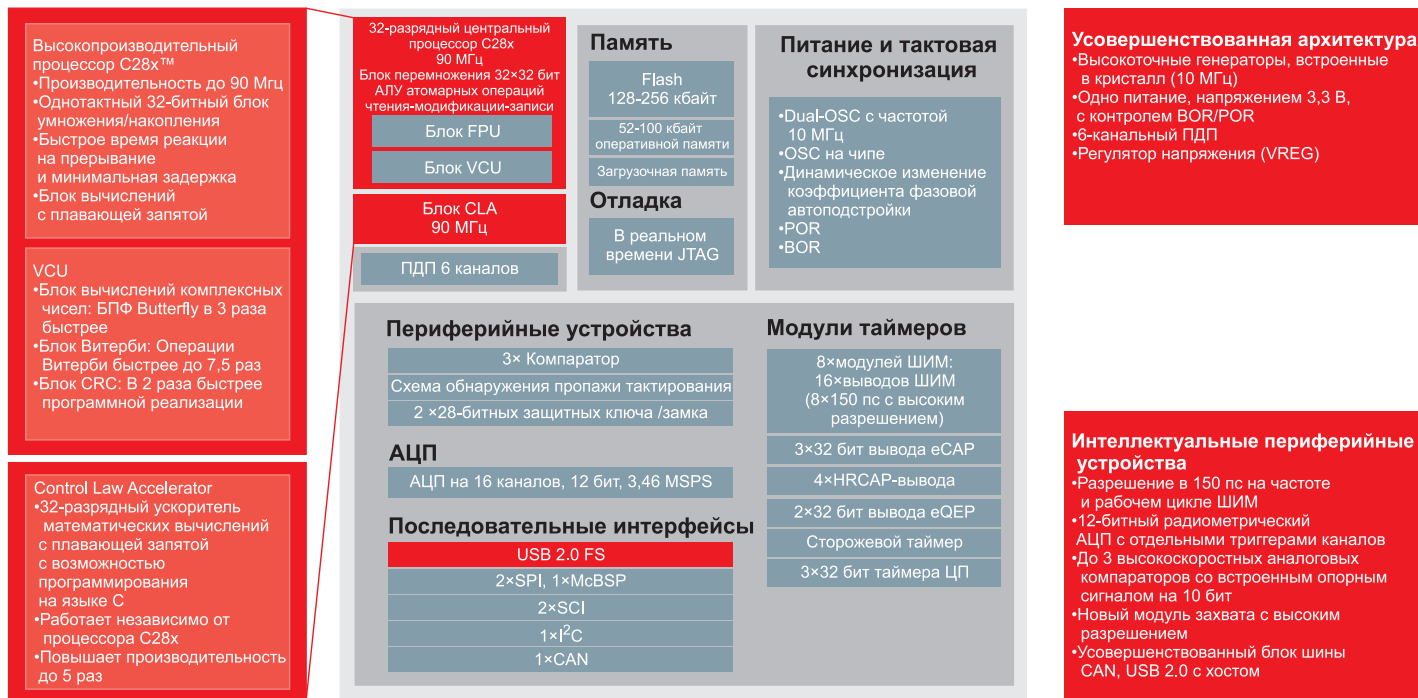 Высокопроизводительный
процессор C28x™
•Производительность до 90 Мгц
•Однотактный 32-битный блок
умножения/накопления
•Быстрое время реакции
на прерывание
и минимальная задержка
•Блок вычислений
с плавающей запятой
VCU
•Блок вычислений комплексных
чисел: БПФ Butterfly в 3 раза
быстрее
•Блок Витерби: Операции
Витерби быстрее до 7,5 раз
•Блок CRC: В 2 раза быстрее
программной реализации
Control Law Accelerator
•32-разрядный ускоритель
математических вычислений
с плавающей запятой
с возможностью
программирования
на языке C
•Работает независимо от
процессора C28x
•Повышает производительность
до 5 раз
32-разрядный центральный
процессор C28x
90 МГц
Блок перемножения 32×32 бит
АЛУ атомарных операций
чтения-модификации-записи
Блок FPU
Блок VCU
Блок CLA
90 МГц
ПДП 6 каналов
Память
Flash
128-256 кбайт
52-100 кбайт
оперативной памяти
Загрузочная память
Отладка
В реальном
времени JTAG
Питание и тактовая
синхронизация
•Dual-OSC с частотой
10 МГц
•OSC на чипе
•Динамическое изменение
коэффициента фазовой
автоподстройки
•POR
•BOR
Периферийные устройства
3× Компаратор
Схема обнаружения пропажи тактирования
2 ×28-битных защитных ключа /замка
АЦП
АЦП на 16 каналов, 12 бит, 3,46 MSPS
Последовательные интерфейсы
USB 2.0 FS
2×SPI, 1×McBSP
2×SCI
1×I²C
1×CAN
Модули таймеров
8×модулей ШИМ:
16×выводов ШИМ
(8×150 пс с высоким
разрешением)
3×32 бит вывода eCAP
4×HRCAP-вывода
2×32 бит вывода eQEP
Сторожевой таймер
3×32 бит таймера ЦП
Усовершенствованная архитектура
•Высокоточные генераторы, встроенные
в кристалл (10 МГц)
•Одно питание, напряжением 3,3 В,
с контролем BOR/POR
•6-канальный ПДП
•Регулятор напряжения (VREG)
Интеллектуальные периферийные
устройства
•Разрешение в 150 пс на частоте
и рабочем цикле ШИМ
•12-битный радиометрический
АЦП с отдельными триггерами каналов
•До 3 высокоскоростных аналоговых
компараторов со встроенным опорным
сигналом на 10 бит
•Новый модуль захвата с высоким
разрешением
•Усовершенствованный блок шины
CAN, USB 2.0 с хостом